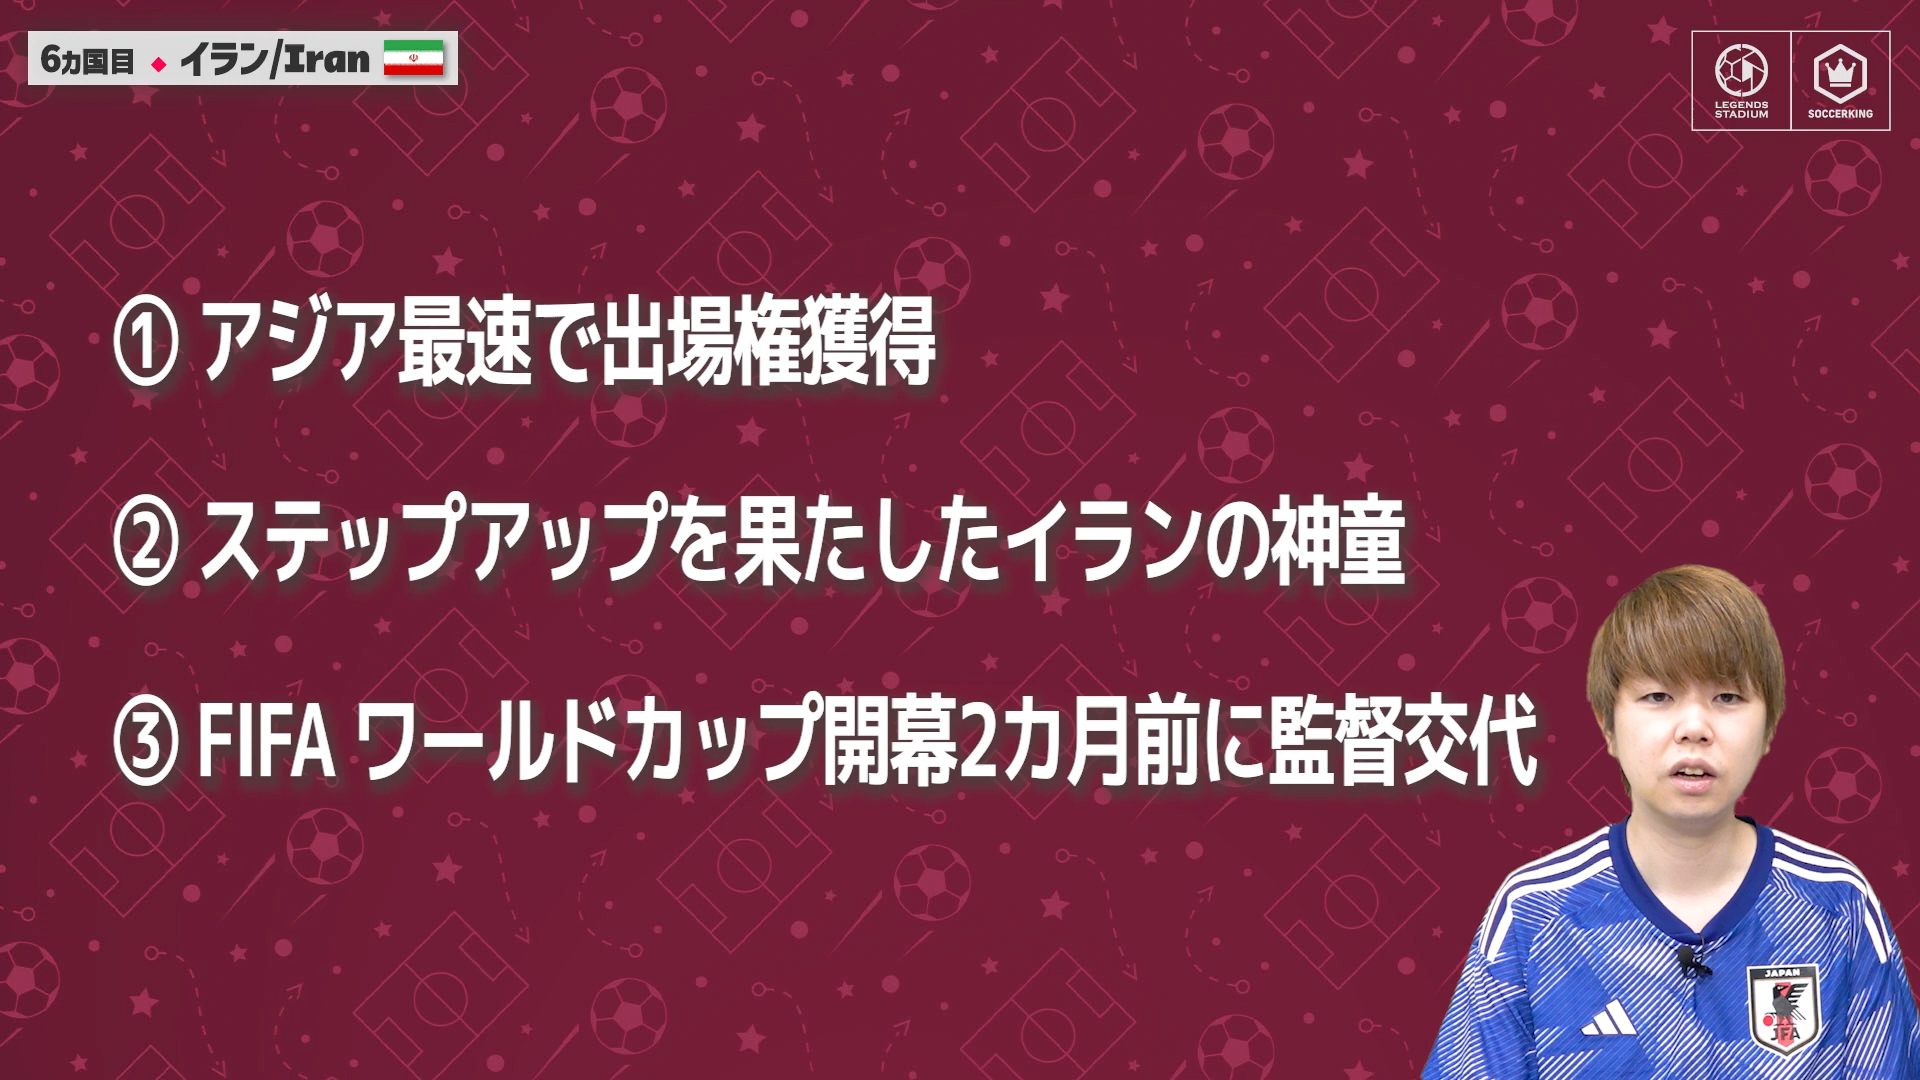 6ヵ国目 ◆ イラン/Iran
LEGENDS
STADIUM
SOCCERKING
① アジア最速で出場権獲得
② ステップアップを果たしたイランの神童
③ FIFA ワールドカップ開幕2カ月前に監督交代
JAPAN
JFA